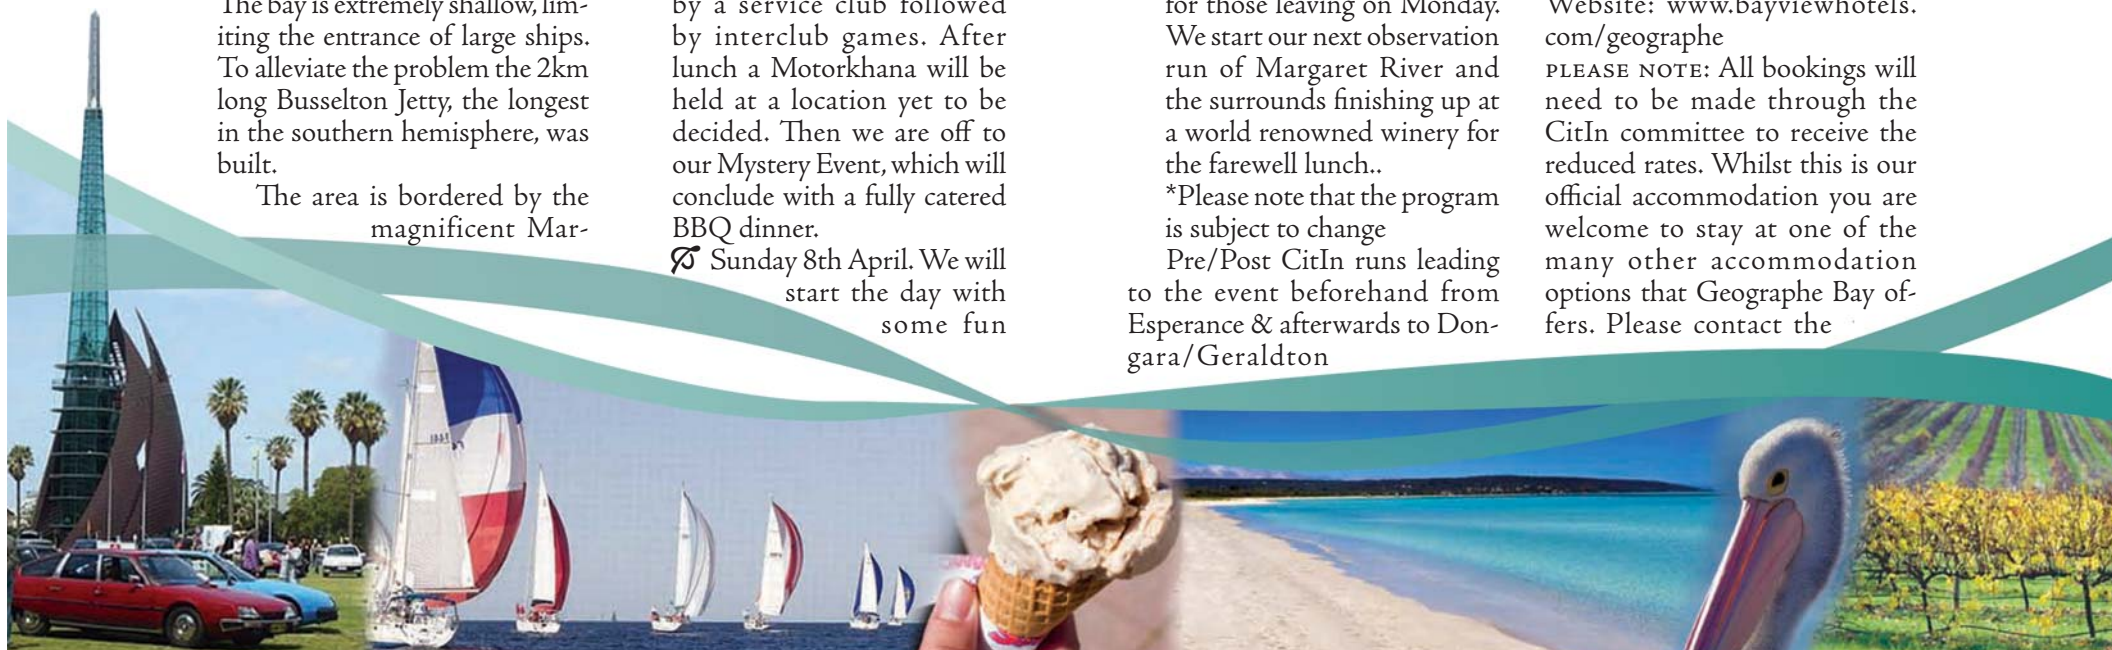 The bay is extremely shallow, lim-
iting the entrance of large ships.
To alleviate the problem the 2km
long Busselton Jetty, the longest
in the southern hemisphere, was
built.
The area is bordered by the
magnificent Mar-
by a service club followed
by interclub games. After
lunch a Motorkhana will be
held at a location yet to be
decided. Then we are off to
our Mystery Event, which will
conclude with a fully catered
BBQ dinner.
Sunday 8th April. We will
start the day with
some fun
for those leaving on Monday.
We start our next observation
run of Margaret River and
the surrounds finishing up at
a world renowned winery for
the farewell lunch..
*Please note that the program
is subject to change
Pre/Post CitIn runs leading
to the event beforehand from
Esperance & afterwards to Don-
gara/Geraldton
Website: www.bayviewhotels.
com/geographe
PLEASE NOTE: All bookings will
need to be made through the
CitIn committee to receive the
reduced rates. Whilst this is our
official accommodation you are
welcome to stay at one of the
many other accommodation
options that Geographe Bay of-
fers. Please contact the